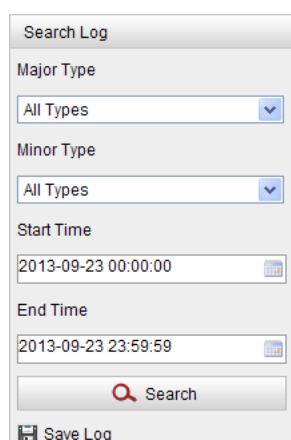 Search Log
Major Type
All Types
Minor Type
All Types
Start Time
2013-09-23 00:00:00
End Time
2013-09-23 23:59:59
Search
Save Log